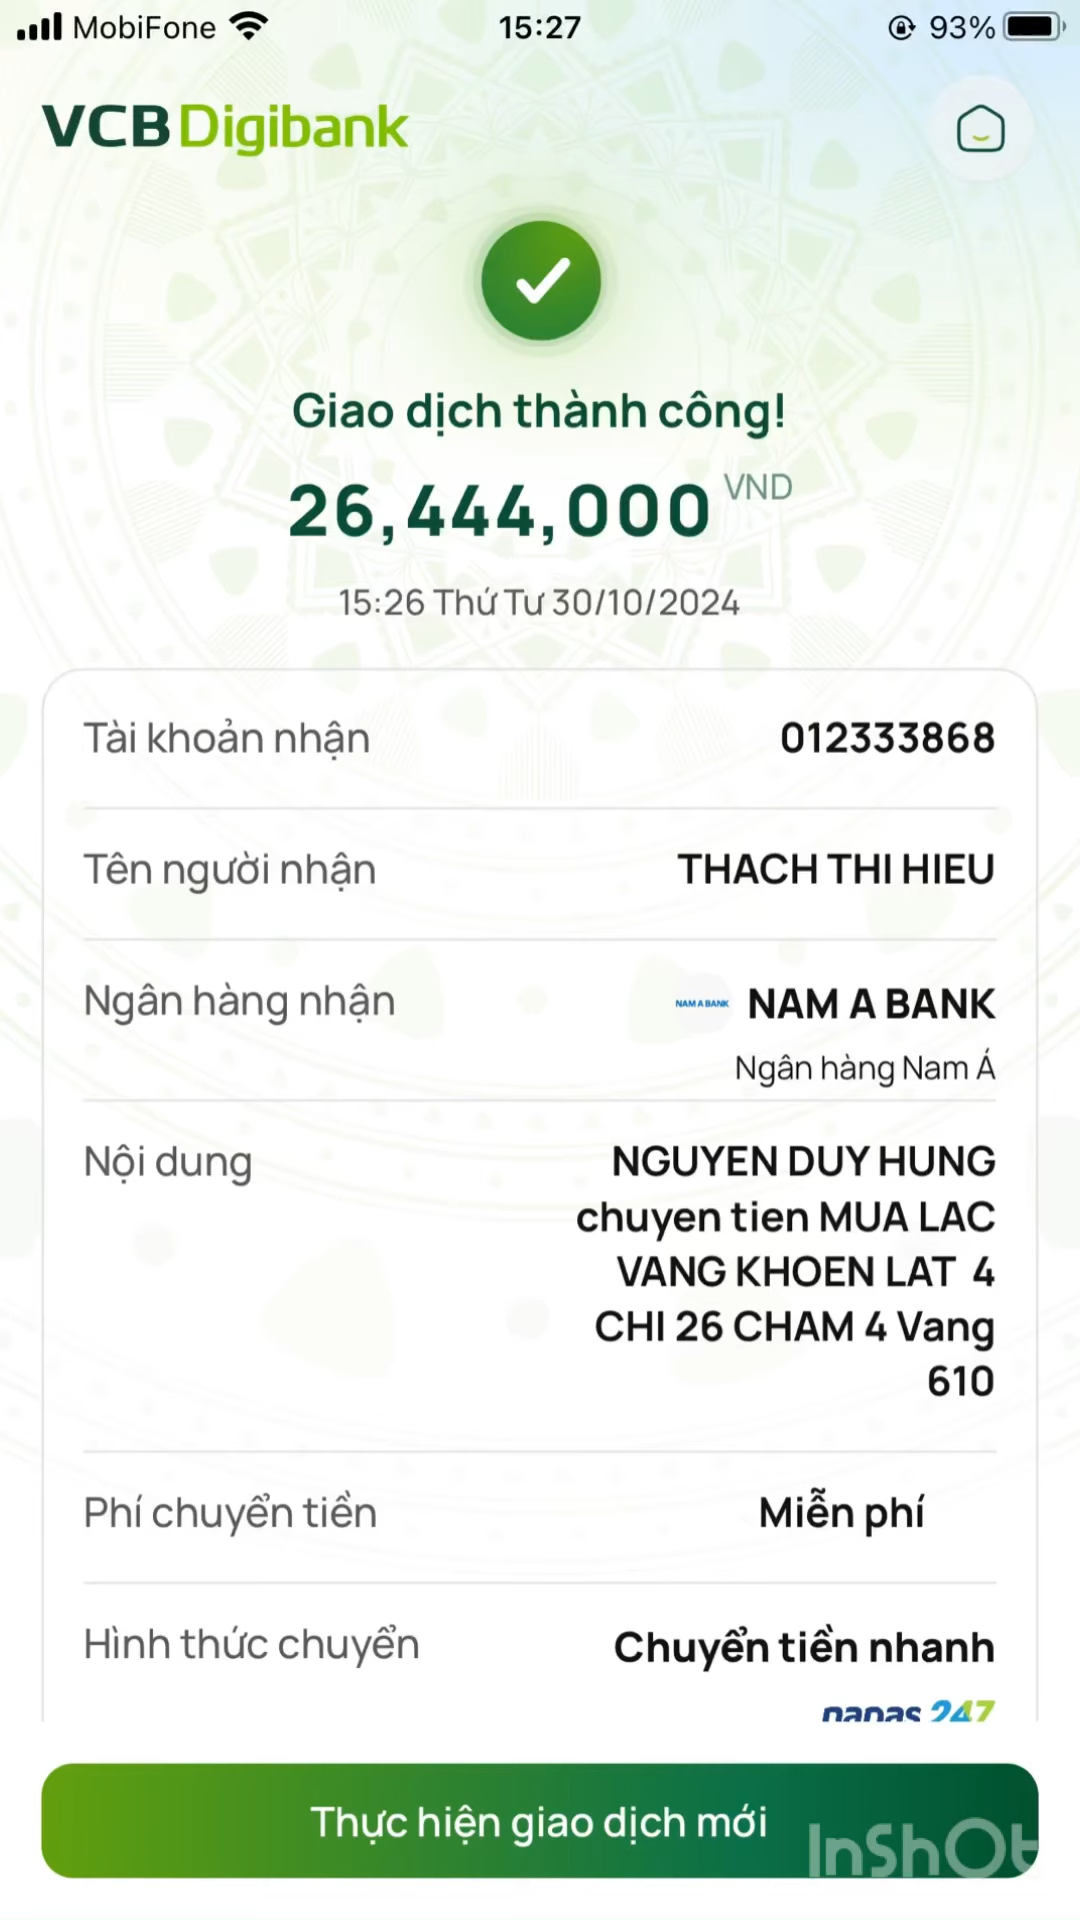 MobiFone 15:27 93%
VCB Digibank
Giao dịch thành công!
26,444,000 VND
15:26 Thứ Tư 30/10/2024
Tài khoản nhận 012333868
Tên người nhận THACH THI HIEU
Ngân hàng nhận NAM A BANK NAM A BANK
Ngân hàng Nam Á
Nội dung NGUYEN DUY HUNG
chuyen tien MUA LAC
VANG KHOEN LAT 4
CHI 26 CHAM 4 Vang
610
Phí chuyển tiền Miễn phí
Hình thức chuyển Chuyển tiền nhanh
napas 247
Thực hiện giao dịch mới
InShOt